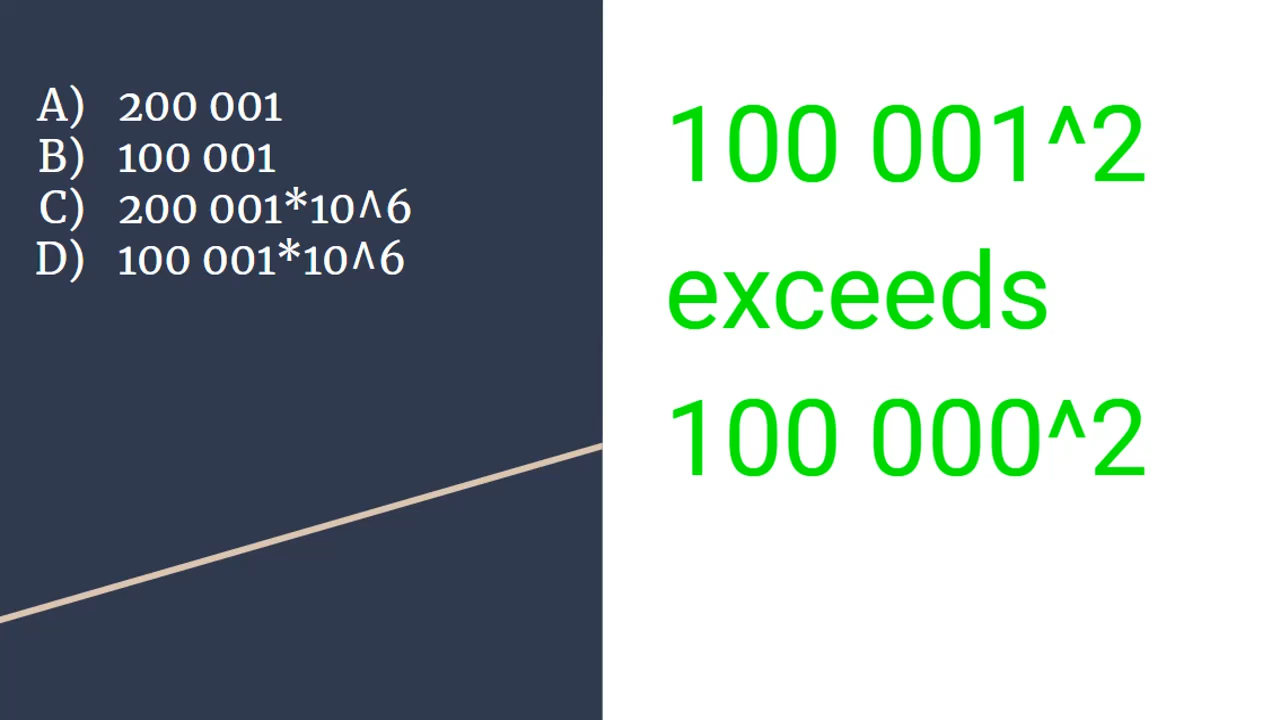 A) 200 001
B) 100 001
C) 200 001*10^6
D) 100 001*10^6
100 001^2
exceeds
100 000^2